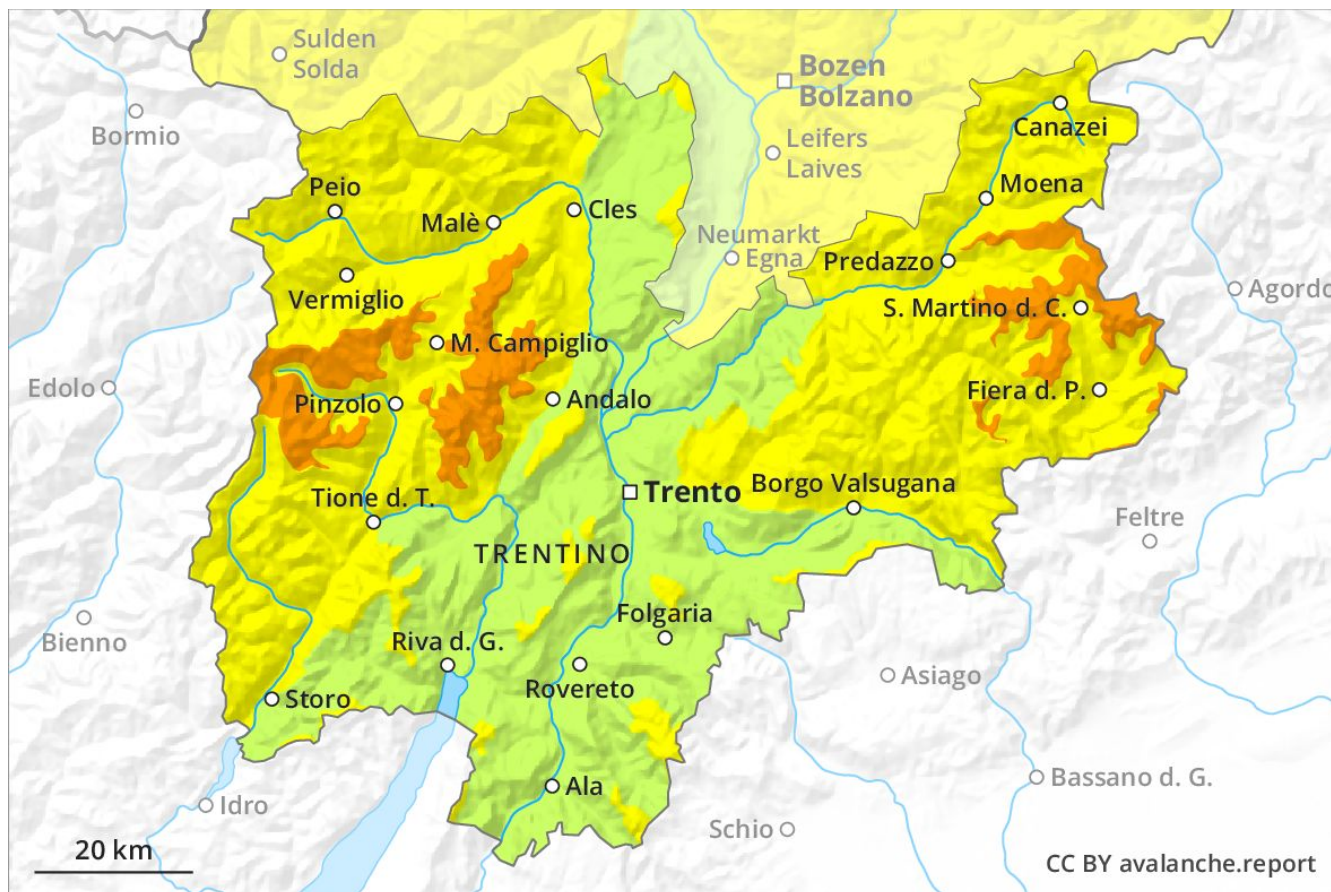 Sulden
Solda
Bozen
Bolzano
Bormio
Canazei
Leifers
Laives
Peio
Moena
Malè
Cles
Neumarkt
Egna
Predazzo
Vermiglio
Agordo
S. Martino d. C.
M. Campiglio
Edolo
Pinzolo
Andalo
Fiera d. P.
Trento
Borgo Valsugana
Tione d. T.
Feltre
TRENTINO
Bienno
Folgaria
Riva d. G.
Asiago
Rovereto
Storo
Bassano d. G.
Ala
Idro
Schio
20 km
CC BY avalanche.report